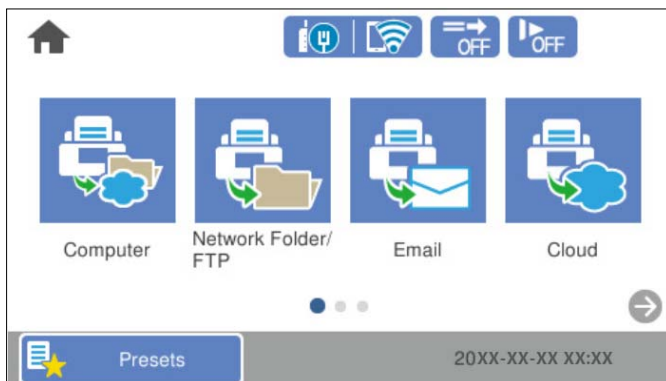 OFF
OFF
Computer
Network Folder/
FTP
Email
Cloud
Presets
20XX-XX-XX XX:XX